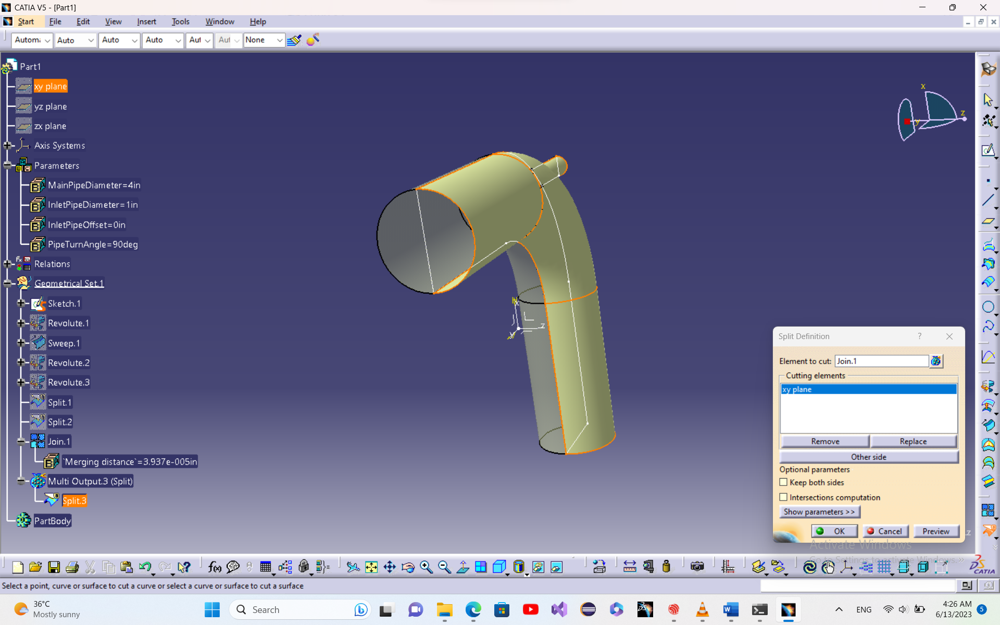 CATIA V5 - [Part1]
Start File Edit View Insert Tools Window Help
Auto Auto Auto Aut Aut None
Part1
xy plane
yz plane
zx plane
Axis Systems
Parameters
MainPipeDiameter=4in
InletPipeDiameter=1in
InletPipeOffset=0in
PipeTurnAngle=90deg
Relations
Geometrical Set.1
Sketch.1
Revolute.1
Sweep.1
Revolute.2
Revolute.3
Split.1
Split.2
Join.1
`Merging distance`=3.937e-005in
Multi Output.3 (Split)
Split.3
PartBody
x
y
z
x
y
z
Split Definition ?
Element to cut: Join.1
Cutting elements
xy plane
Remove Replace
Other side
Optional parameters
Keep both sides
Intersections computation
Show parameters >>
OK Cancel Preview
Activate Windows
Go to Settings to activate Windows.
f(x)
CATIA
Select a point, curve or surface to cut a curve or select a curve or surface to cut a surface
36°C
Mostly sunny
Search
ENG
4:26 AM
6/13/2023
5